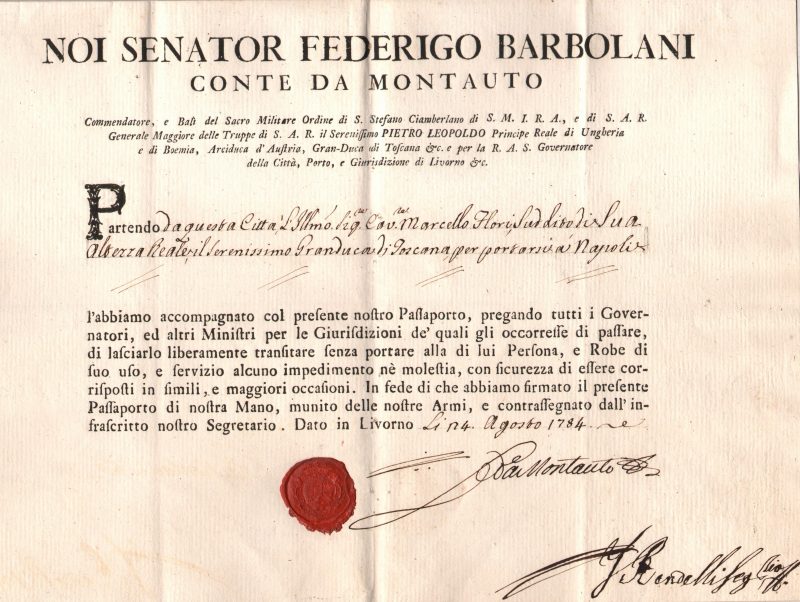 NOI SENATOR FEDERIGO BARBOLANI
CONTE DA MONTAUTO
Commendatore, e Balì del Sacro Militare Ordine di S. Stefano Ciamberlano di S. M. I. R. A., e di S. A. R.
Generale Maggiore delle Truppe di S. A. R. il Sereniſſimo PIETRO LEOPOLDO Principe Reale di Ungheria
e di Boemia, Arciduca d'Auſtria, Gran-Duca di Toſcana &c. e per la R. A. S. Governatore
della Città, Porto, e Giuriſdizione di Livorno &c.
Partendo da questa Città, L'Illmo. Sigre. Cav. Marcello Flori, Suddito di Sua
Altezza Reale, il Serenissimo Granduca di Toscana, per portarsi à Napoli
l'abbiamo accompagnato col preſente noſtro Paſſaporto, pregando tutti i Gover-
natori, ed altri Miniſtri per le Giuriſdizioni de' quali gli occorreſſe di paſſare,
di laſciarlo liberamente tranſitare ſenza portare alla di lui Perſona, e Robe di
ſuo uſo, e ſervizio alcuno impedimento nè moleſtia, con ſicurezza di eſſere cor-
riſpoſti in ſimili, e maggiori occaſioni. In fede di che abbiamo firmato il preſente
Paſſaporto di noſtra Mano, munito delle noſtre Armi, e contraſſegnato dall' in-
fraſcritto noſtro Segretario. Dato in Livorno Li 24. Agosto 1784.
Da Montauto